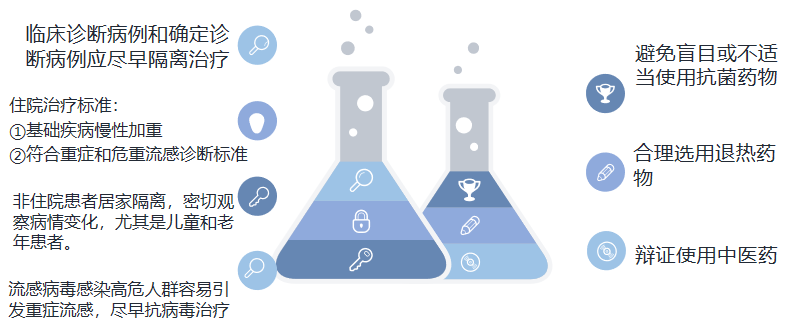 临床诊断病例和确定诊
断病例应尽早隔离治疗
住院治疗标准：
①基础疾病慢性加重
②符合重症和危重流感诊断标准
非住院患者居家隔离，密切观
察病情变化，尤其是儿童和老
年患者。
流感病毒感染高危人群容易引
发重症流感，尽早抗病毒治疗
避免盲目或不适
当使用抗菌药物
合理选用退热药
物
辩证使用中医药